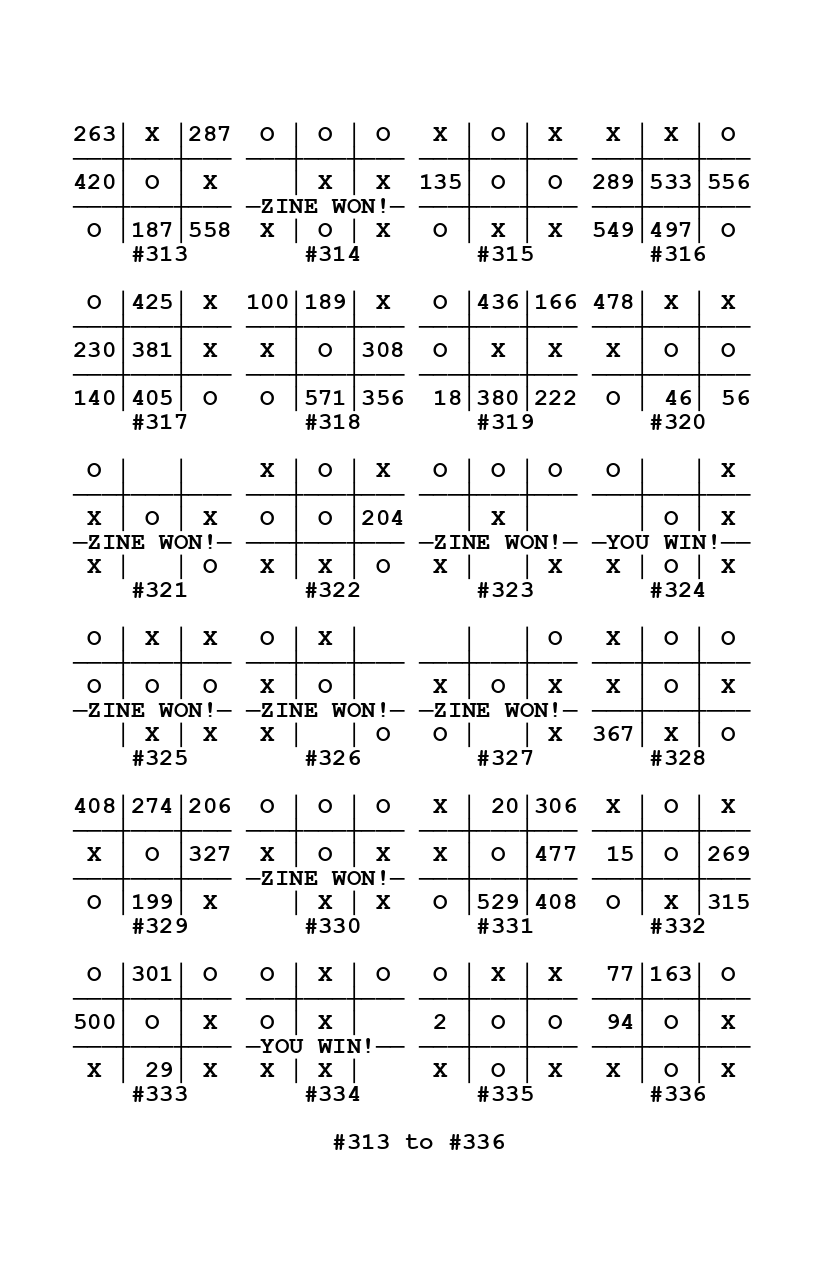 263| X |287  O | O | O  X | O | X  X | X | O
420| O | X  | X | X  135| O | O  289|533|556
—ZINE WON!—
O |187|558  X | O | X  O | X | X  549|497| O
#313 #314 #315 #316
O |425| X  100|189| X  O |436|166  478| X | X
230|381| X  X | O |308  O | X | X  X | O | O
140|405| O  O |571|356  18|380|222  O | 46| 56
#317 #318 #319 #320
O | |  X | O | X  O | O | O  O | | X
X | O | X  O | O |204  | X |  | O | X
—ZINE WON!— —ZINE WON!— —YOU WIN!——
X | | O  X | X | O  X | | X  X | O | X
#321 #322 #323 #324
O | X | X  O | X |  | | O  X | O | O
O | O | O  X | O |  X | O | X  X | O | X
—ZINE WON!— —ZINE WON!— —ZINE WON!—
| X | X  X | | O  O | | X  367| X | O
#325 #326 #327 #328
408|274|206  O | O | O  X | 20|306  X | O | X
X | O |327  X | O | X  X | O |477  15| O |269
—ZINE WON!—
O |199| X  | X | X  O |529|408  O | X |315
#329 #330 #331 #332
O |301| O  O | X | O  O | X | X  77|163| O
500| O | X  O | X |  2 | O | O  94| O | X
—YOU WIN!——
X | 29| X  X | X |  X | O | X  X | O | X
#333 #334 #335 #336
#313 to #336